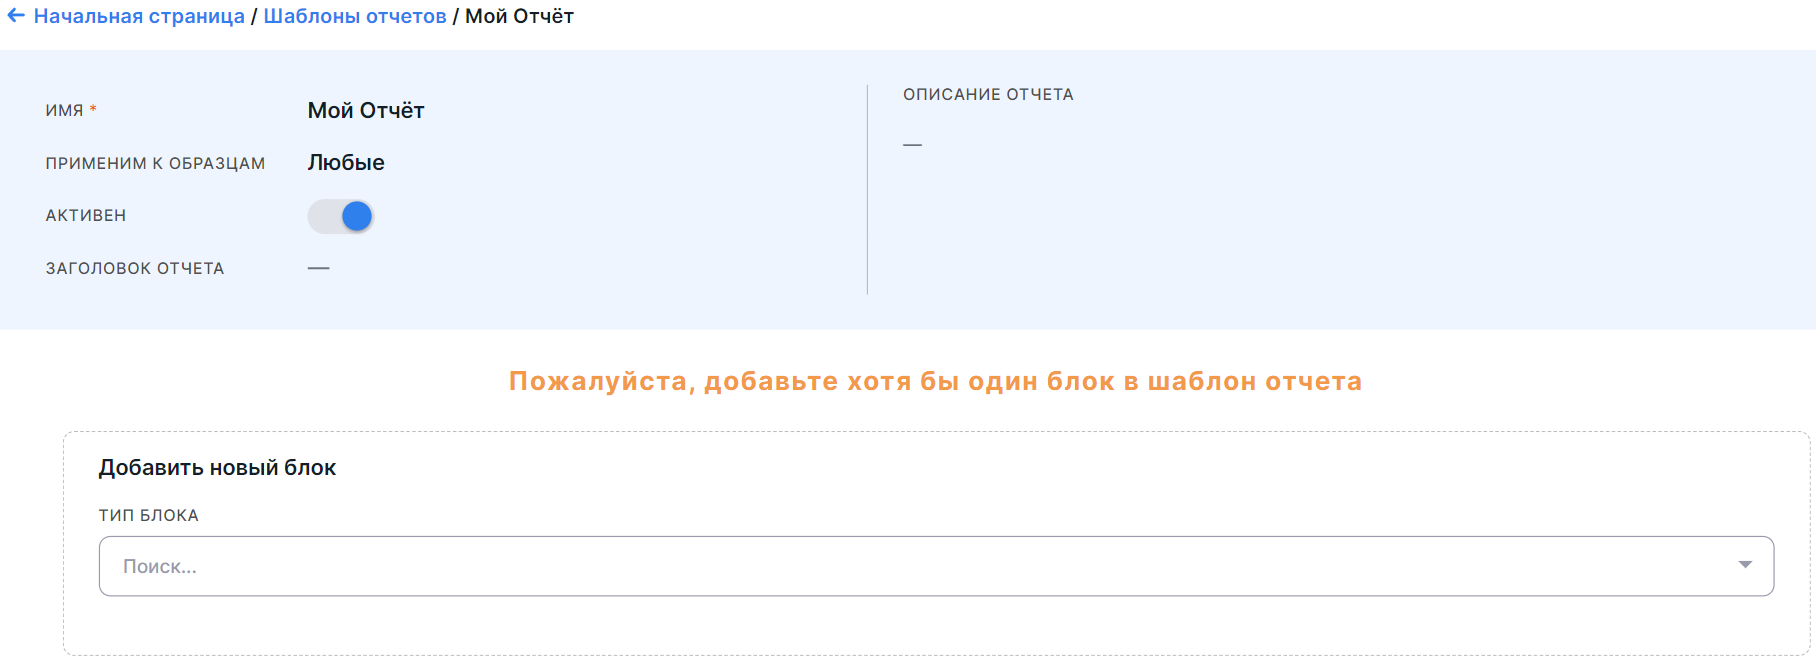 ← Начальная страница / Шаблоны отчетов / Мой Отчёт
ИМЯ * Мой Отчёт
ПРИМЕНИМ К ОБРАЗЦАМ Любые
АКТИВЕН
ЗАГОЛОВОК ОТЧЕТА —
ОПИСАНИЕ ОТЧЕТА
—
Пожалуйста, добавьте хотя бы один блок в шаблон отчета
Добавить новый блок
ТИП БЛОКА
Поиск...